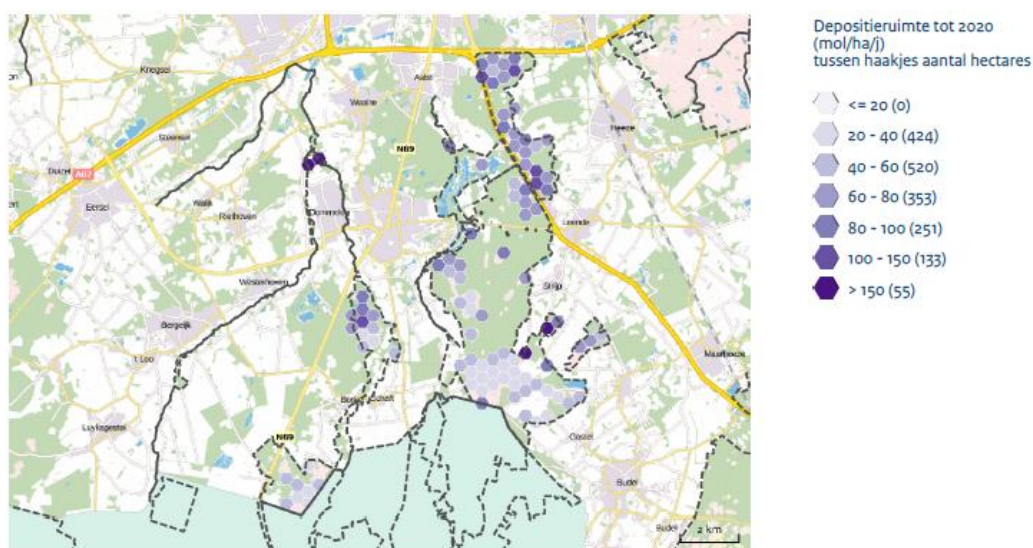 Depositieruimte tot 2020
(mol/ha/j)
tussen haakjes aantal hectares
<= 20 (0)
20 - 40 (424)
40 - 60 (520)
60 - 80 (353)
80 - 100 (251)
100 - 150 (133)
> 150 (55)
Knegsel
Aalst
Waalre
Steensel
Heeze
N69
Duizel
A67
Eersel
Walik
Riethoven
Dommelen
Leende
Westerhoven
Strijp
Bergeijk
't Loo
Maarheeze
Borkel
Schaft
Luyksgestel
N69
Gastel
Budel
Budel
2 km